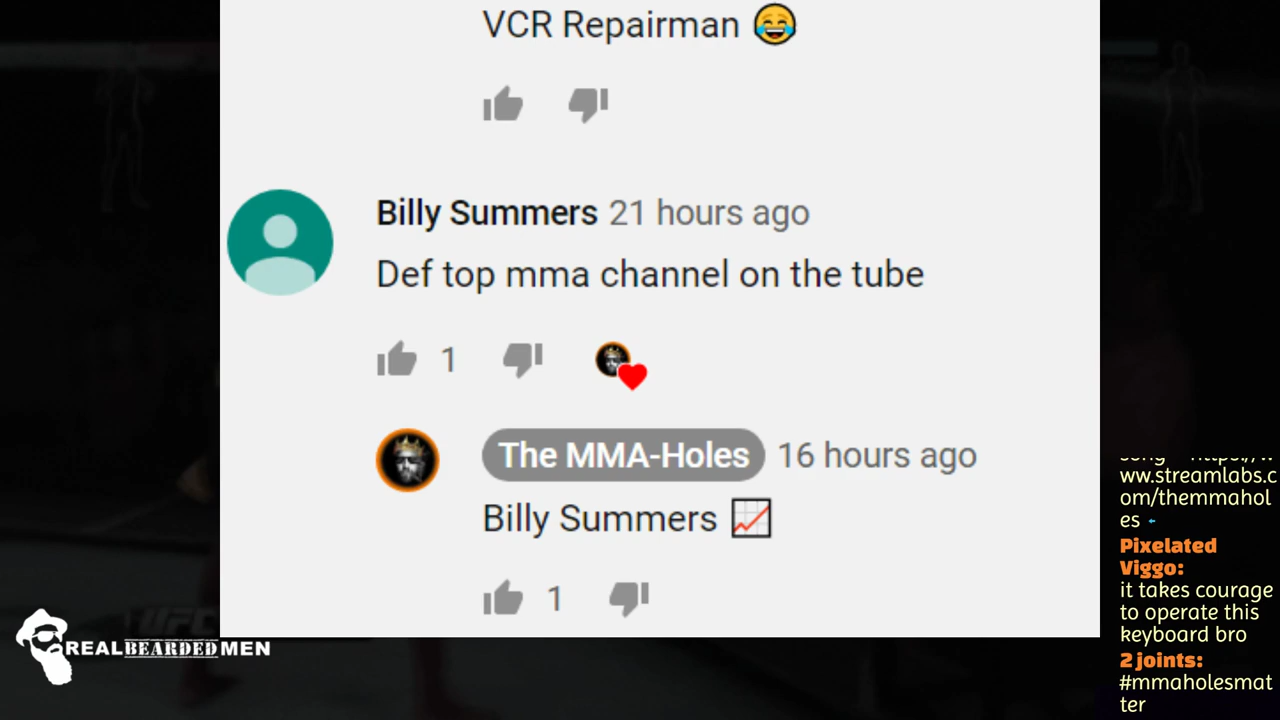 VCR Repairman 😂
Billy Summers 21 hours ago
Def top mma channel on the tube
1
The MMA-Holes 16 hours ago
Billy Summers 📈
1
ww.streamlabs.c
om/themmahol
es
Pixelated
Viggo:
it takes courage
to operate this
keyboard bro
2 joints:
#mmaholesmat
ter
REALBEARDEDMEN
UFC